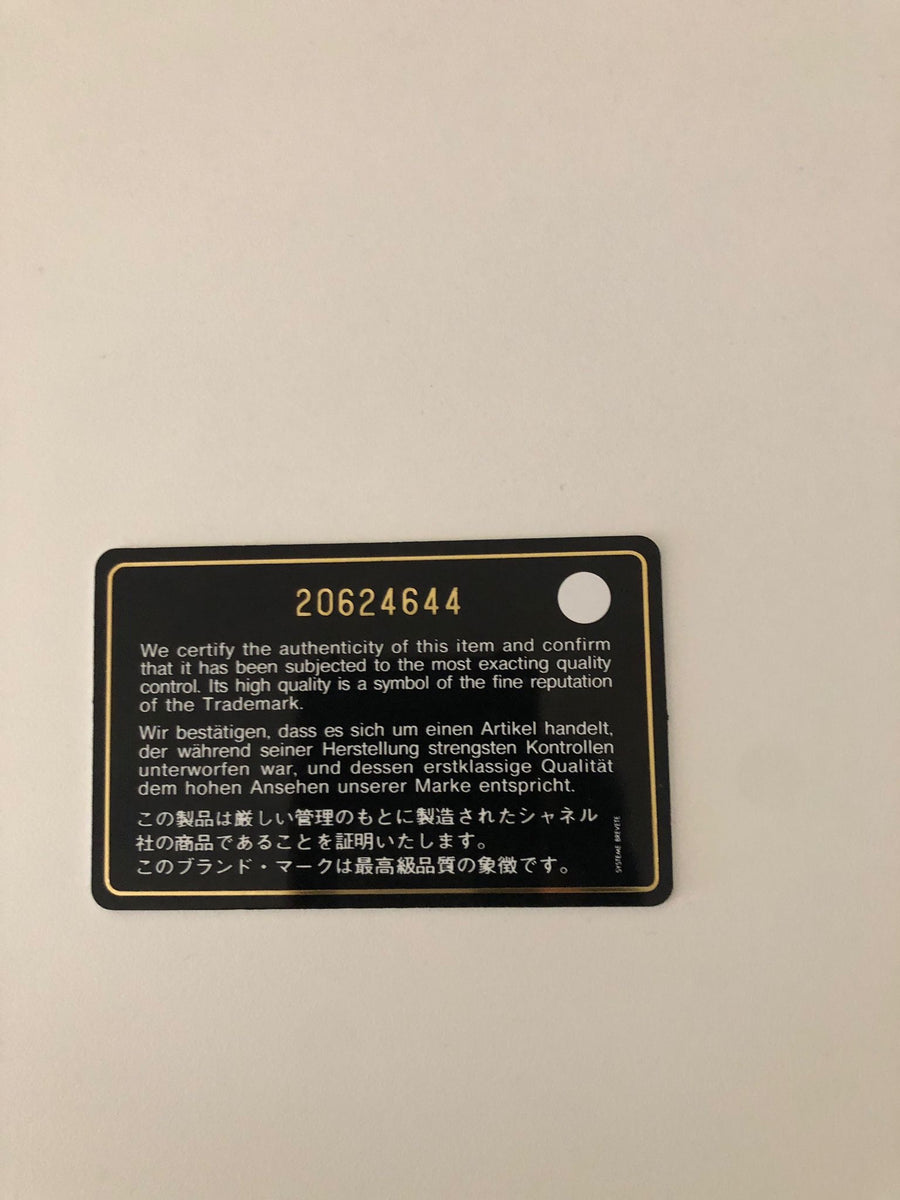 20624644
We certify the authenticity of this item and confirm
that it has been subjected to the most exacting quality
control. Its high quality is a symbol of the fine reputation
of the Trademark.
Wir bestätigen, dass es sich um einen Artikel handelt,
der während seiner Herstellung strengsten Kontrollen
unterworfen war, und dessen erstklassige Qualität
dem hohen Ansehen unserer Marke entspricht.
この製品は厳しい管理のもとに製造されたシャネル
社の商品であることを証明いたします。
このブランド・マークは最高級品質の象徴です。
SYSTEME BREVETE